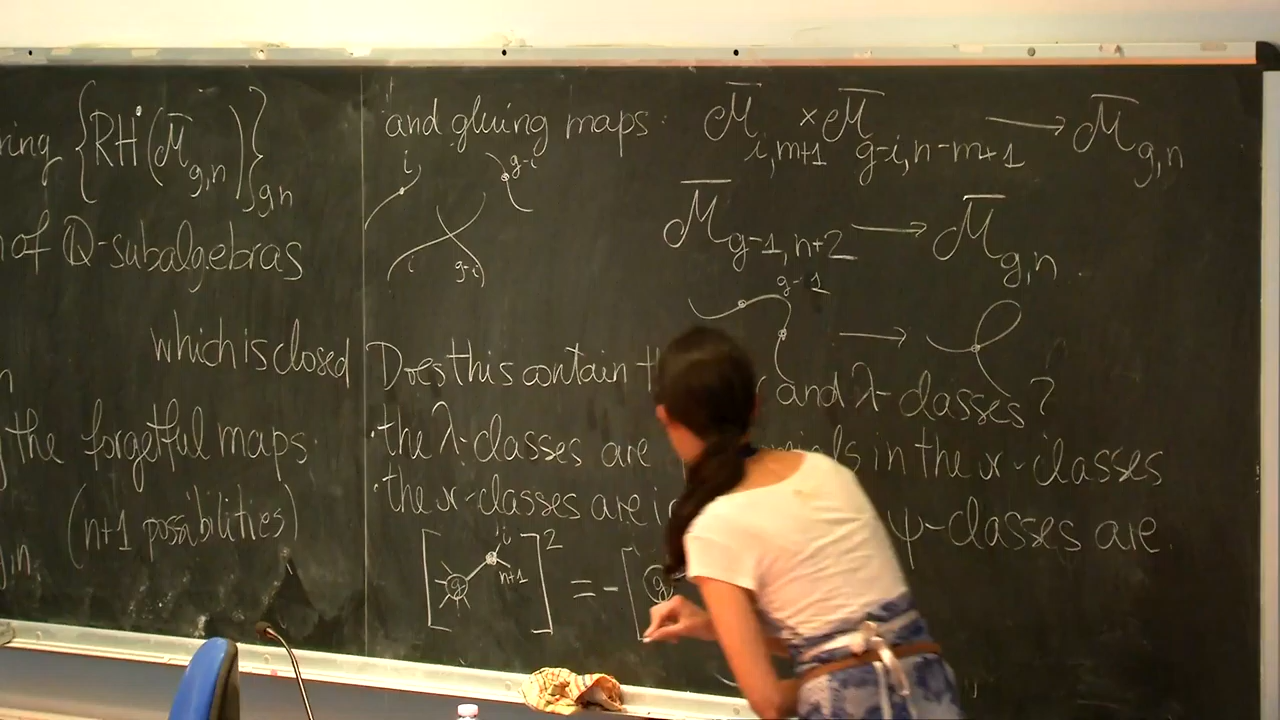 ring {RH^•(M̅_{g,n})}_{g,n}
of Q-subalgebras
which is closed
the forgetful maps
(n+1 possibilities)
and gluing maps: M̅_{i,m+1} × M̅_{g-i,n-m+1} → M̅_{g,n}
i g-i
M̅_{g-1,n+2} → M̅_{g,n}.
i g-i
g-1
→
Does this contain and λ-classes?
• the λ-classes are in the κ-classes
• the κ-classes are ψ-classes are.
[g i n+1]² = -[g